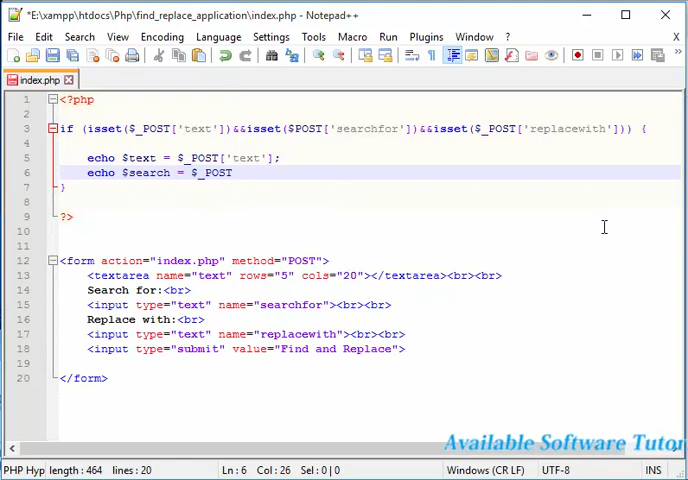 *E:\xampp\htdocs\Php\find_replace_application\index.php - Notepad++
File Edit Search View Encoding Language Settings Tools Macro Run Plugins Window ? X
index.php
1 <?php
2
3 if (isset($_POST['text'])&&isset($POST['searchfor'])&&isset($_POST['replacewith'])) {
4
5 echo $text = $_POST['text'];
6 echo $search = $_POST
7 }
8
9 ?>
10
11
12 <form action="index.php" method="POST">
13 <textarea name="text" rows="5" cols="20"></textarea><br><br>
14 Search for:<br>
15 <input type="text" name="searchfor"><br><br>
16 Replace with:<br>
17 <input type="text" name="replacewith"><br><br>
18 <input type="submit" value="Find and Replace">
19
20 </form>
Available Software Tutor
PHP Hyp length : 464 lines : 20 Ln : 6 Col : 26 Sel : 0 | 0 Windows (CR LF) UTF-8 INS